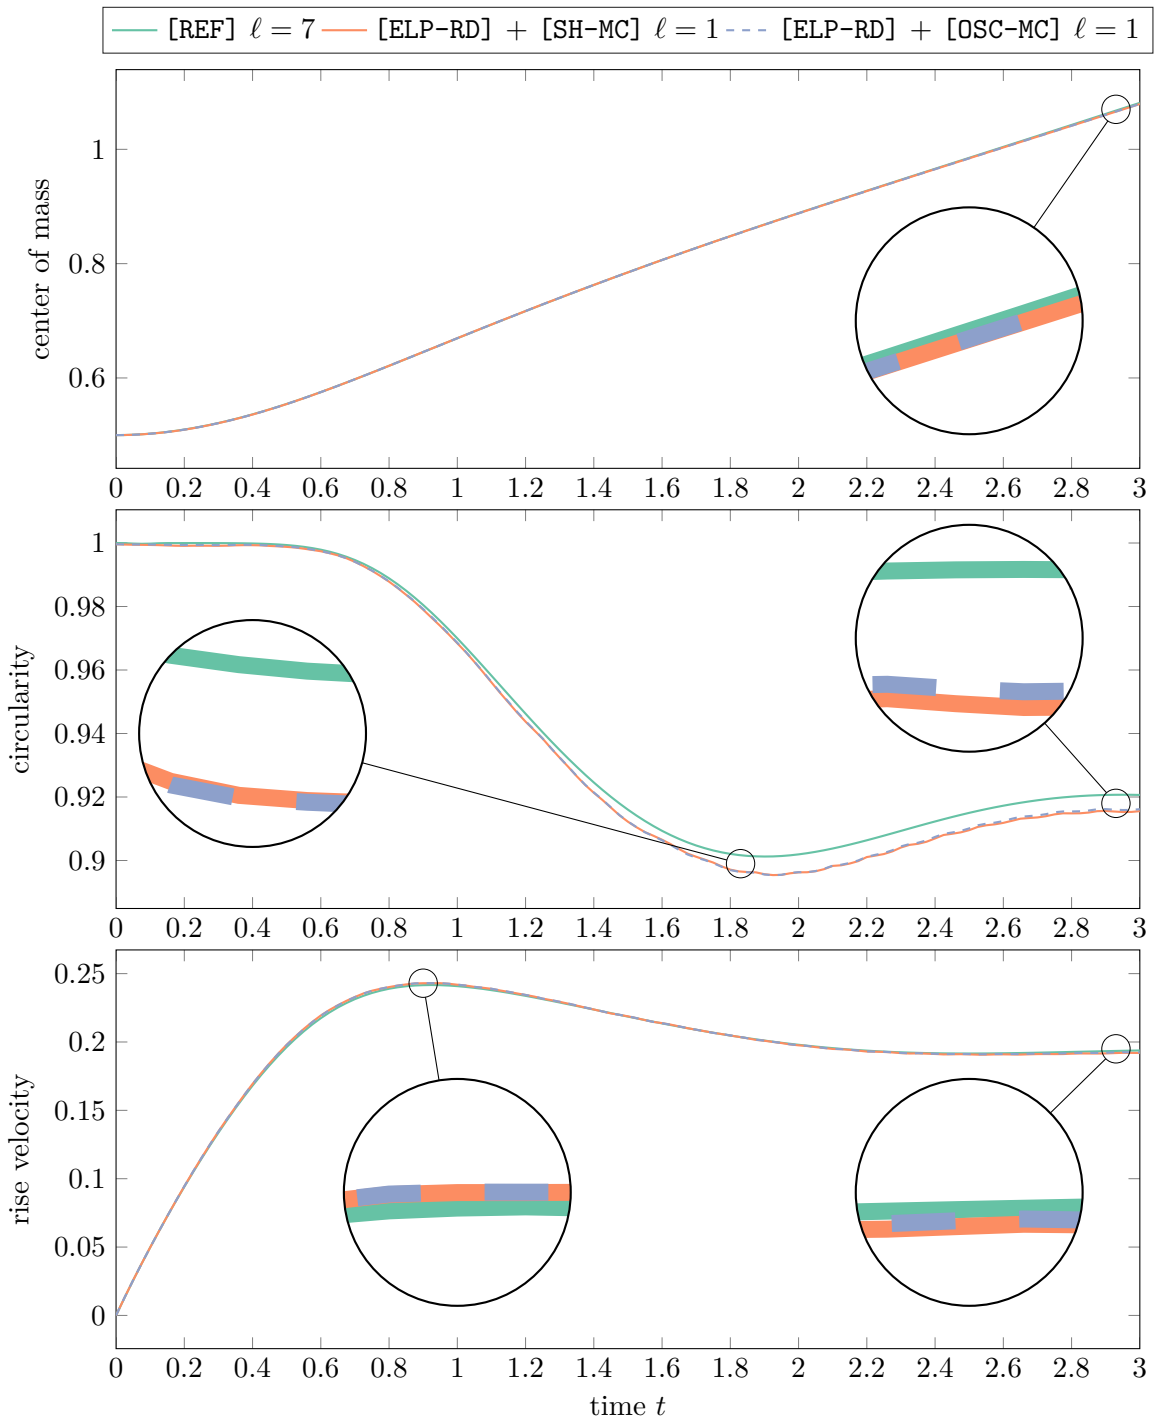 [REF] ℓ = 7 [ELP-RD] + [SH-MC] ℓ = 1 [ELP-RD] + [OSC-MC] ℓ = 1
center of mass
1
0.8
0.6
0 0.2 0.4 0.6 0.8 1 1.2 1.4 1.6 1.8 2 2.2 2.4 2.6 2.8 3
circularity
1
0.98
0.96
0.94
0.92
0.9
0 0.2 0.4 0.6 0.8 1 1.2 1.4 1.6 1.8 2 2.2 2.4 2.6 2.8 3
rise velocity
0.25
0.2
0.15
0.1
0.05
0
0 0.2 0.4 0.6 0.8 1 1.2 1.4 1.6 1.8 2 2.2 2.4 2.6 2.8 3
time t